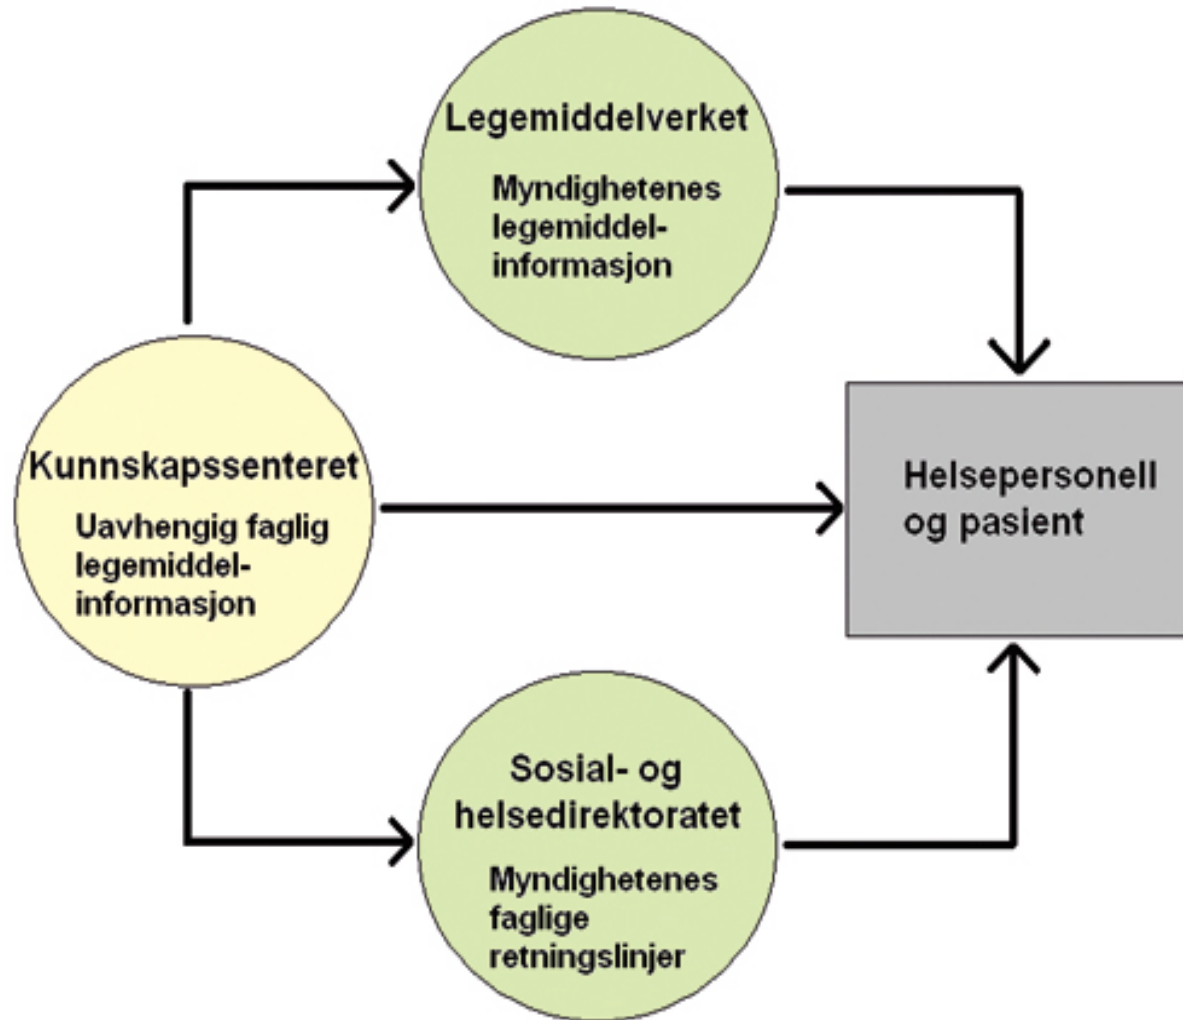 Legemiddelverket
Myndighetenes
legemiddel-
informasjon
Kunnskapssenteret
Uavhengig faglig
legemiddel-
informasjon
Helsepersonell
og pasient
Sosial- og
helsedirektoratet
Myndighetenes
faglige
retningslinjer